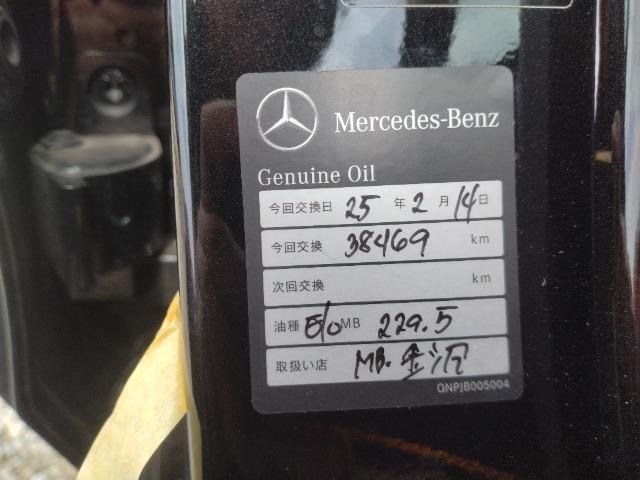 Mercedes-Benz
Genuine Oil
今回交換日 25 年 2 月 14 日
今回交換 38469 km
次回交換 km
油種 E/o MB 229.5
取扱い店 MB.金沢
QNPJB005004